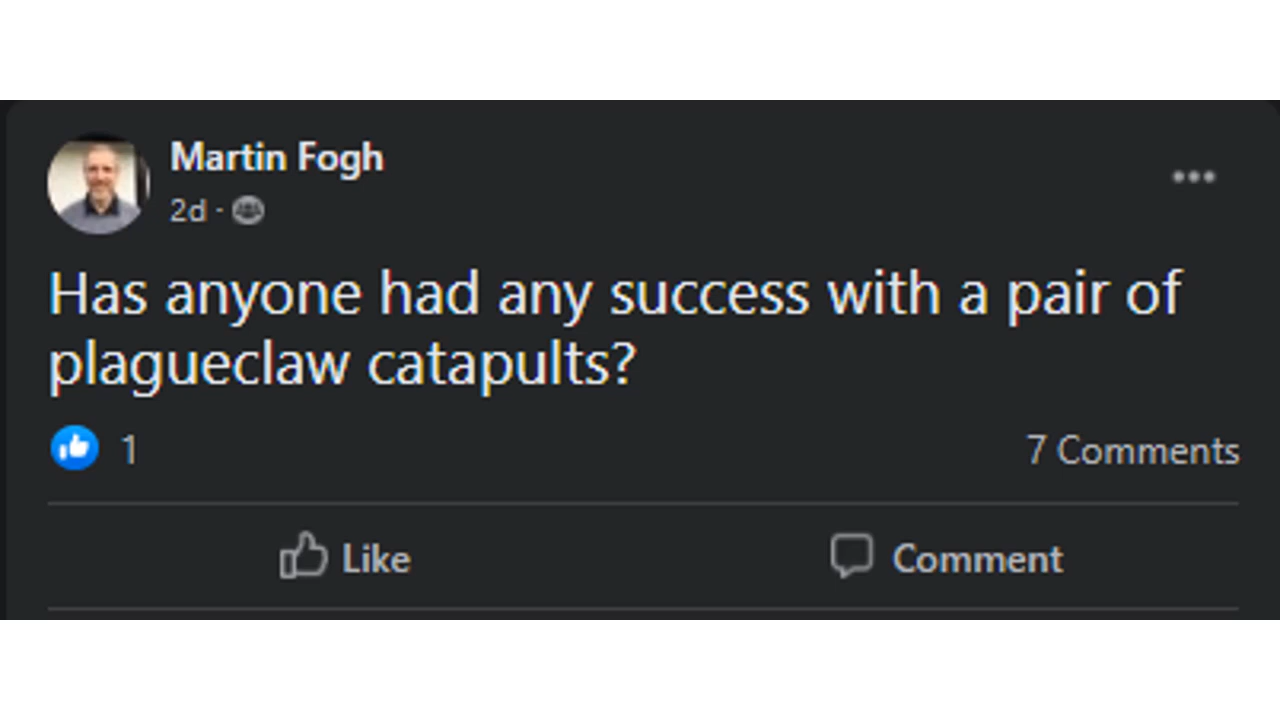 Martin Fogh
2d ·
Has anyone had any success with a pair of
plagueclaw catapults?
1
7 Comments
Like
Comment